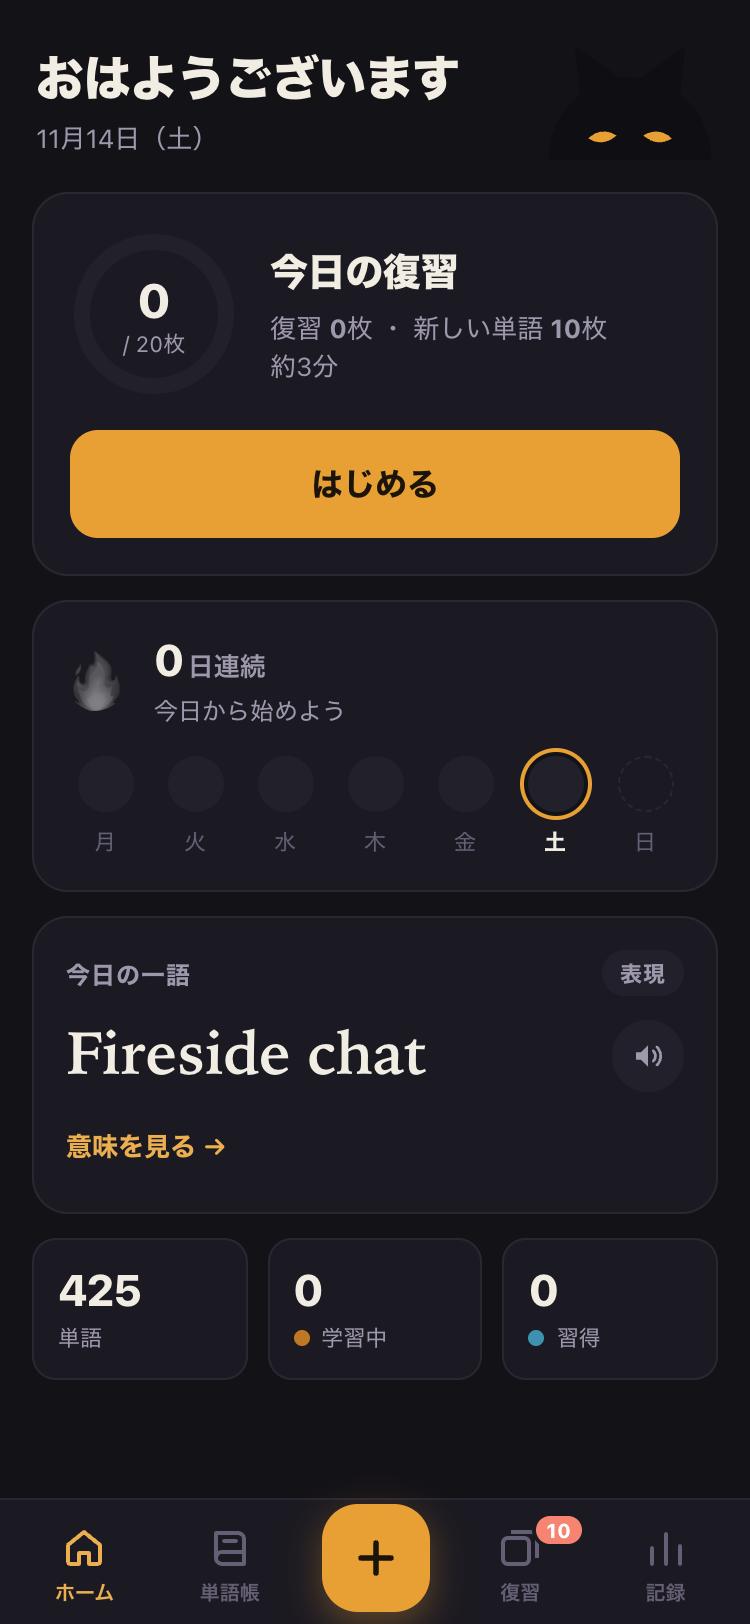 おはようございます
11月14日（土）
0
/ 20枚
今日の復習
復習 0枚 ・ 新しい単語 10枚
約3分
はじめる
0日連続
今日から始めよう
月 火 水 木 金 土 日
今日の一語
表現
Fireside chat
意味を見る →
425
単語
0
学習中
0
習得
10
ホーム
単語帳
復習
記録